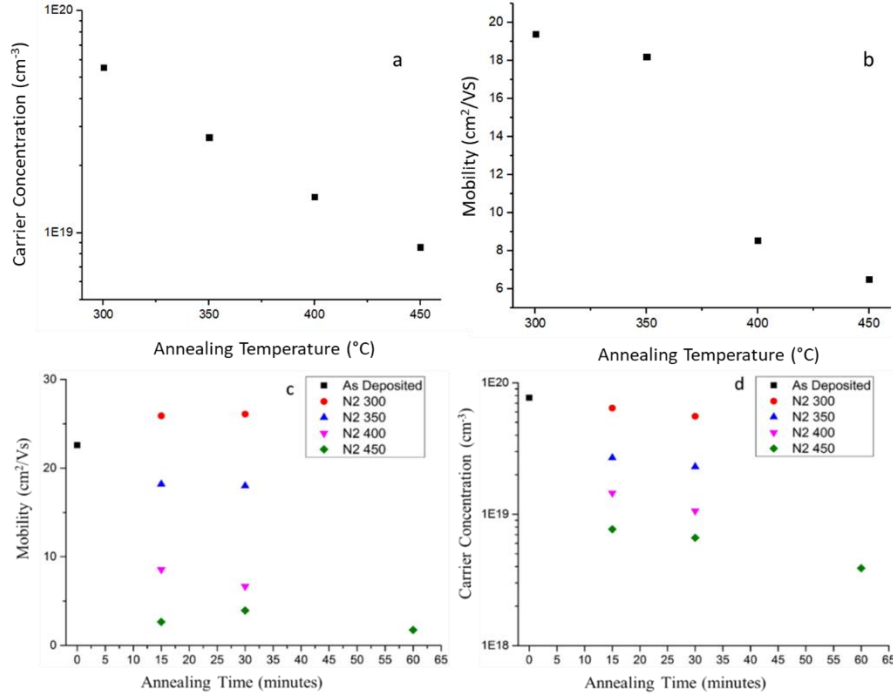 1E20
1E19
Carrier Concentration (cm-3)
a
300 350 400 450
Annealing Temperature (°C)
20
18
16
14
12
10
8
6
Mobility (cm2/VS)
b
300 350 400 450
Annealing Temperature (°C)
30
20
10
0
Mobility (cm2/Vs)
c
As Deposited
N2 300
N2 350
N2 400
N2 450
0 5 10 15 20 25 30 35 40 45 50 55 60 65
Annealing Time (minutes)
1E20
1E19
1E18
Carrier Concentration (cm-3)
d
As Deposited
N2 300
N2 350
N2 400
N2 450
0 5 10 15 20 25 30 35 40 45 50 55 60 65
Annealing Time (minutes)